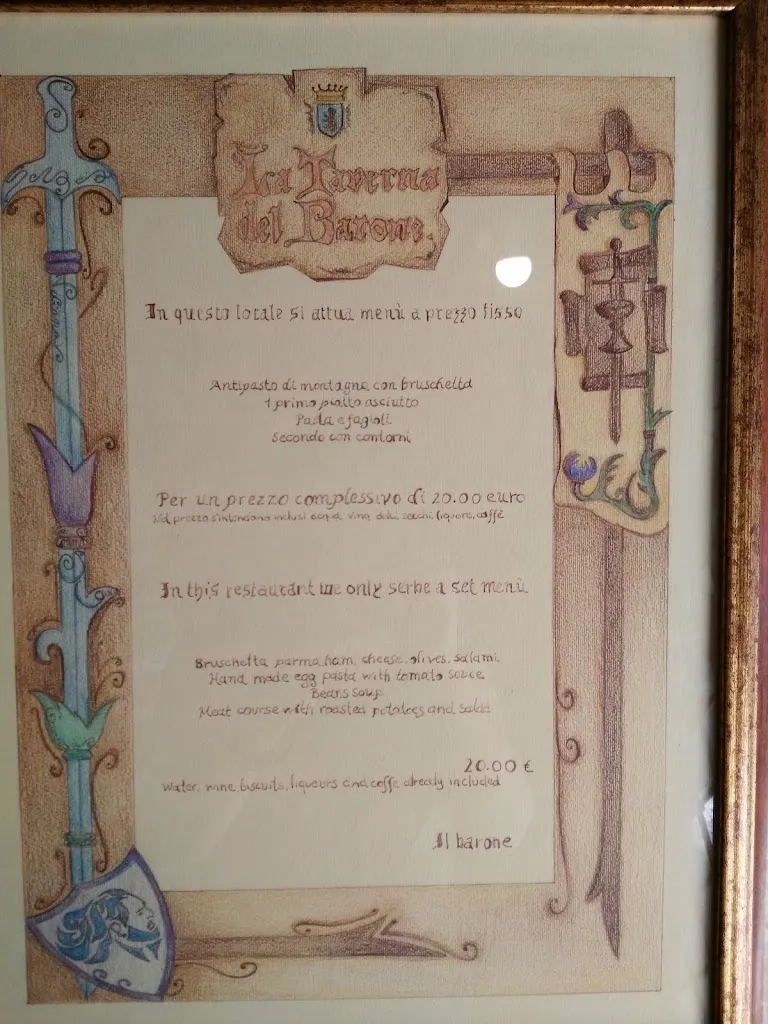 La Taverna
del Barone
In questo locale si attua menù a prezzo fisso
Antipasto di montagna con bruschetta
1 primo piatto asciutto
Pasta e fagioli
Secondo con contorni
Per un prezzo complessivo di 20.00 euro
Nel prezzo s'intendono inclusi acqua, vino, dolci secchi, liquore, caffè
In this restaurant we only serbe a set menù
Bruschetta, parma ham, cheese, olives, salami
Hand made egg pasta with tomato souce
Beans soup
Meat course with roasted potatoes and salad
20.00 €
Water, wine, biscuits, liqueurs and coffe, already included
Il barone